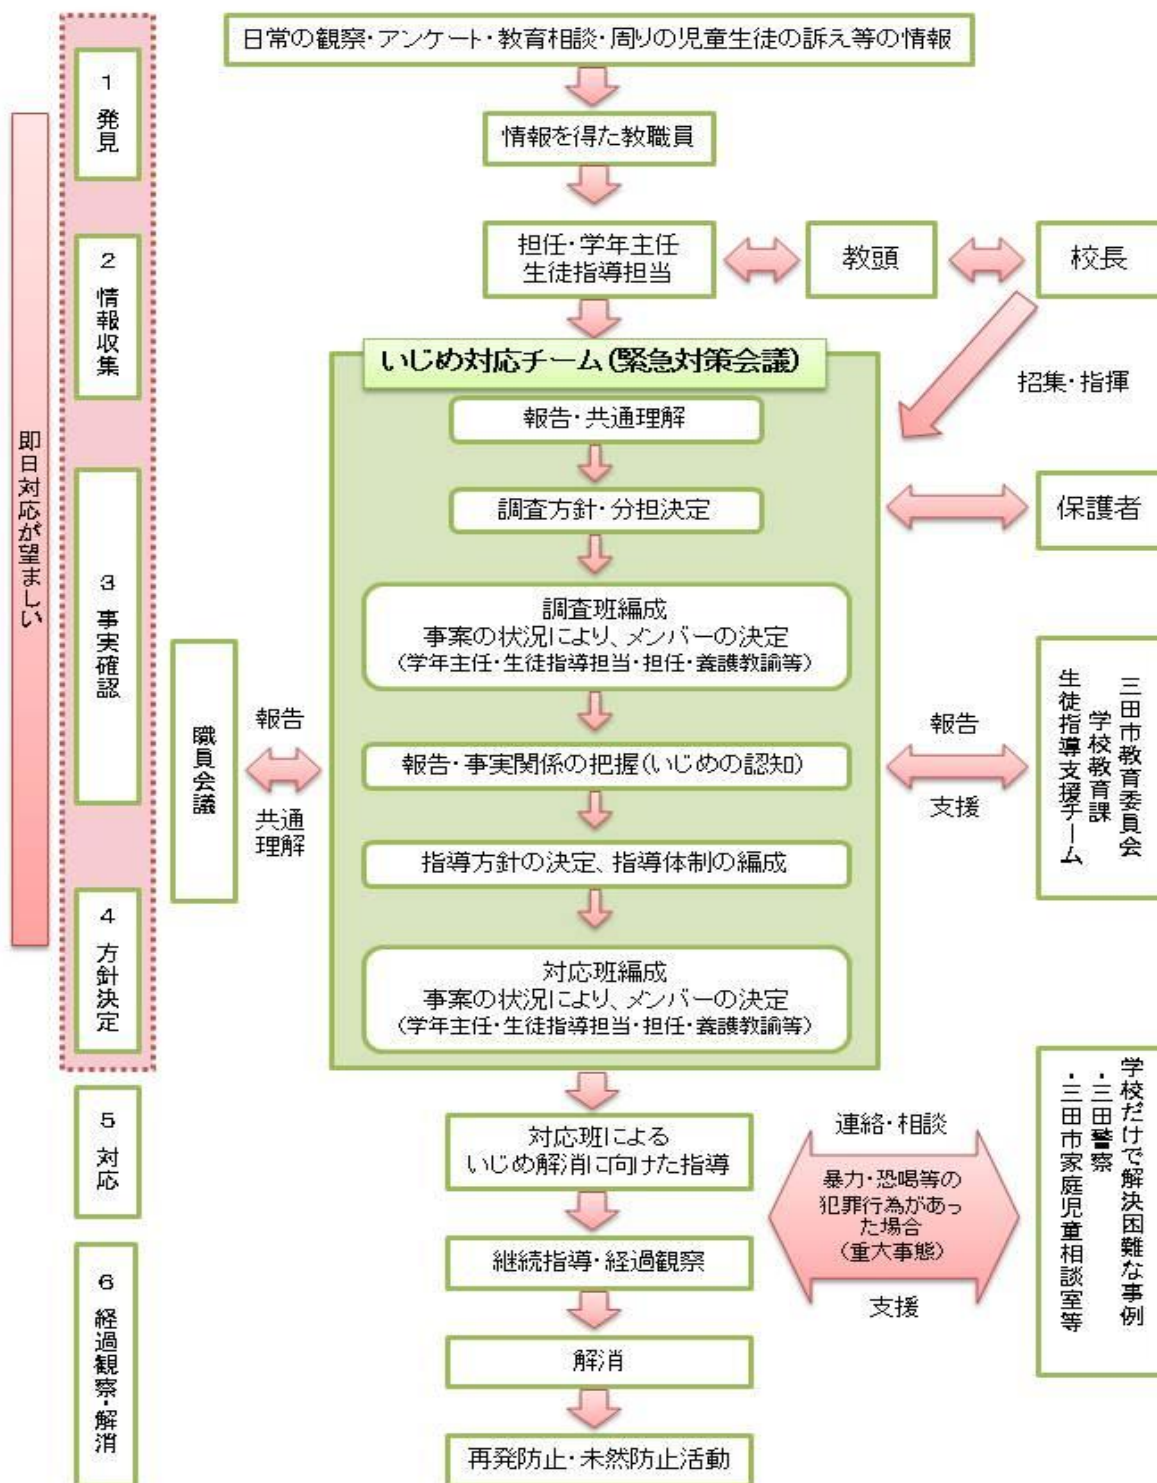 日常の観察・アンケート・教育相談・周りの児童生徒の訴え等の情報
1 発見
情報を得た教職員
即日対応が望ましい
2 情報収集
担任・学年主任
生徒指導担当
教頭
校長
招集・指揮
いじめ対応チーム(緊急対策会議)
報告・共通理解
3 事実確認
調査方針・分担決定
保護者
調査班編成
事案の状況により、メンバーの決定
(学年主任・生徒指導担当・担任・養護教諭等)
職員会議
報告
共通
理解
報告・事実関係の把握(いじめの認知)
報告
支援
三田市教育委員会
学校教育課
生徒指導支援チーム
指導方針の決定、指導体制の編成
4 方針決定
対応班編成
事案の状況により、メンバーの決定
(学年主任・生徒指導担当・担任・養護教諭等)
5 対応
対応班による
いじめ解消に向けた指導
連絡・相談
暴力・恐喝等の
犯罪行為があっ
た場合
(重大事態)
支援
学校だけで解決困難な事例
・三田警察
・三田市家庭児童相談室等
6 経過観察・解消
継続指導・経過観察
解消
再発防止・未然防止活動